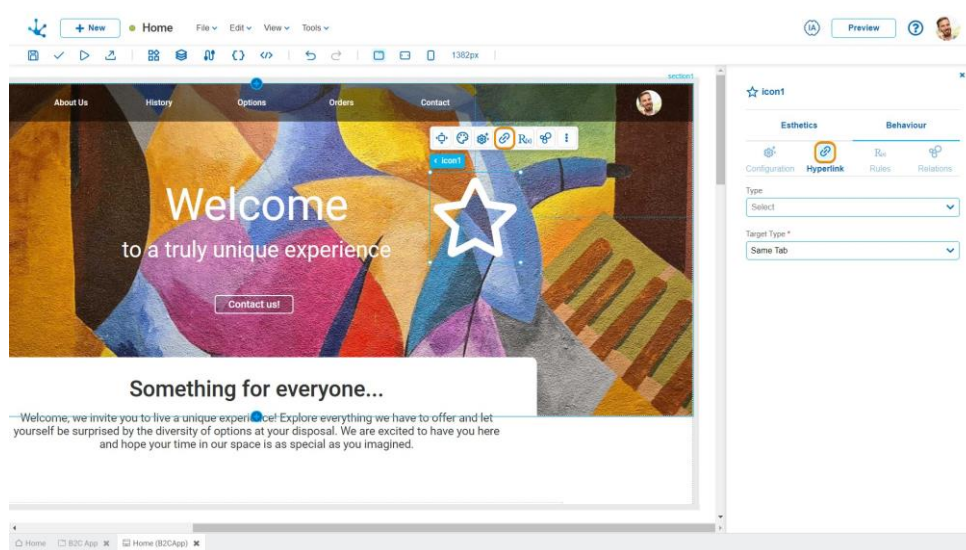 + New
Home
File
Edit
View
Tools
IA
Preview
?
1382px
section1
About Us
History
Options
Orders
Contact
icon1
Welcome
to a truly unique experience
Contact us!
Something for everyone...
Welcome, we invite you to live a unique experience! Explore everything we have to offer and let
yourself be surprised by the diversity of options at your disposal. We are excited to have you here
and hope your time in our space is as special as you imagined.
icon1
Esthetics
Behaviour
Configuration
Hyperlink
Rules
Relations
Type
Select
Target Type *
Same Tab
Home
B2C App
Home (B2CApp)